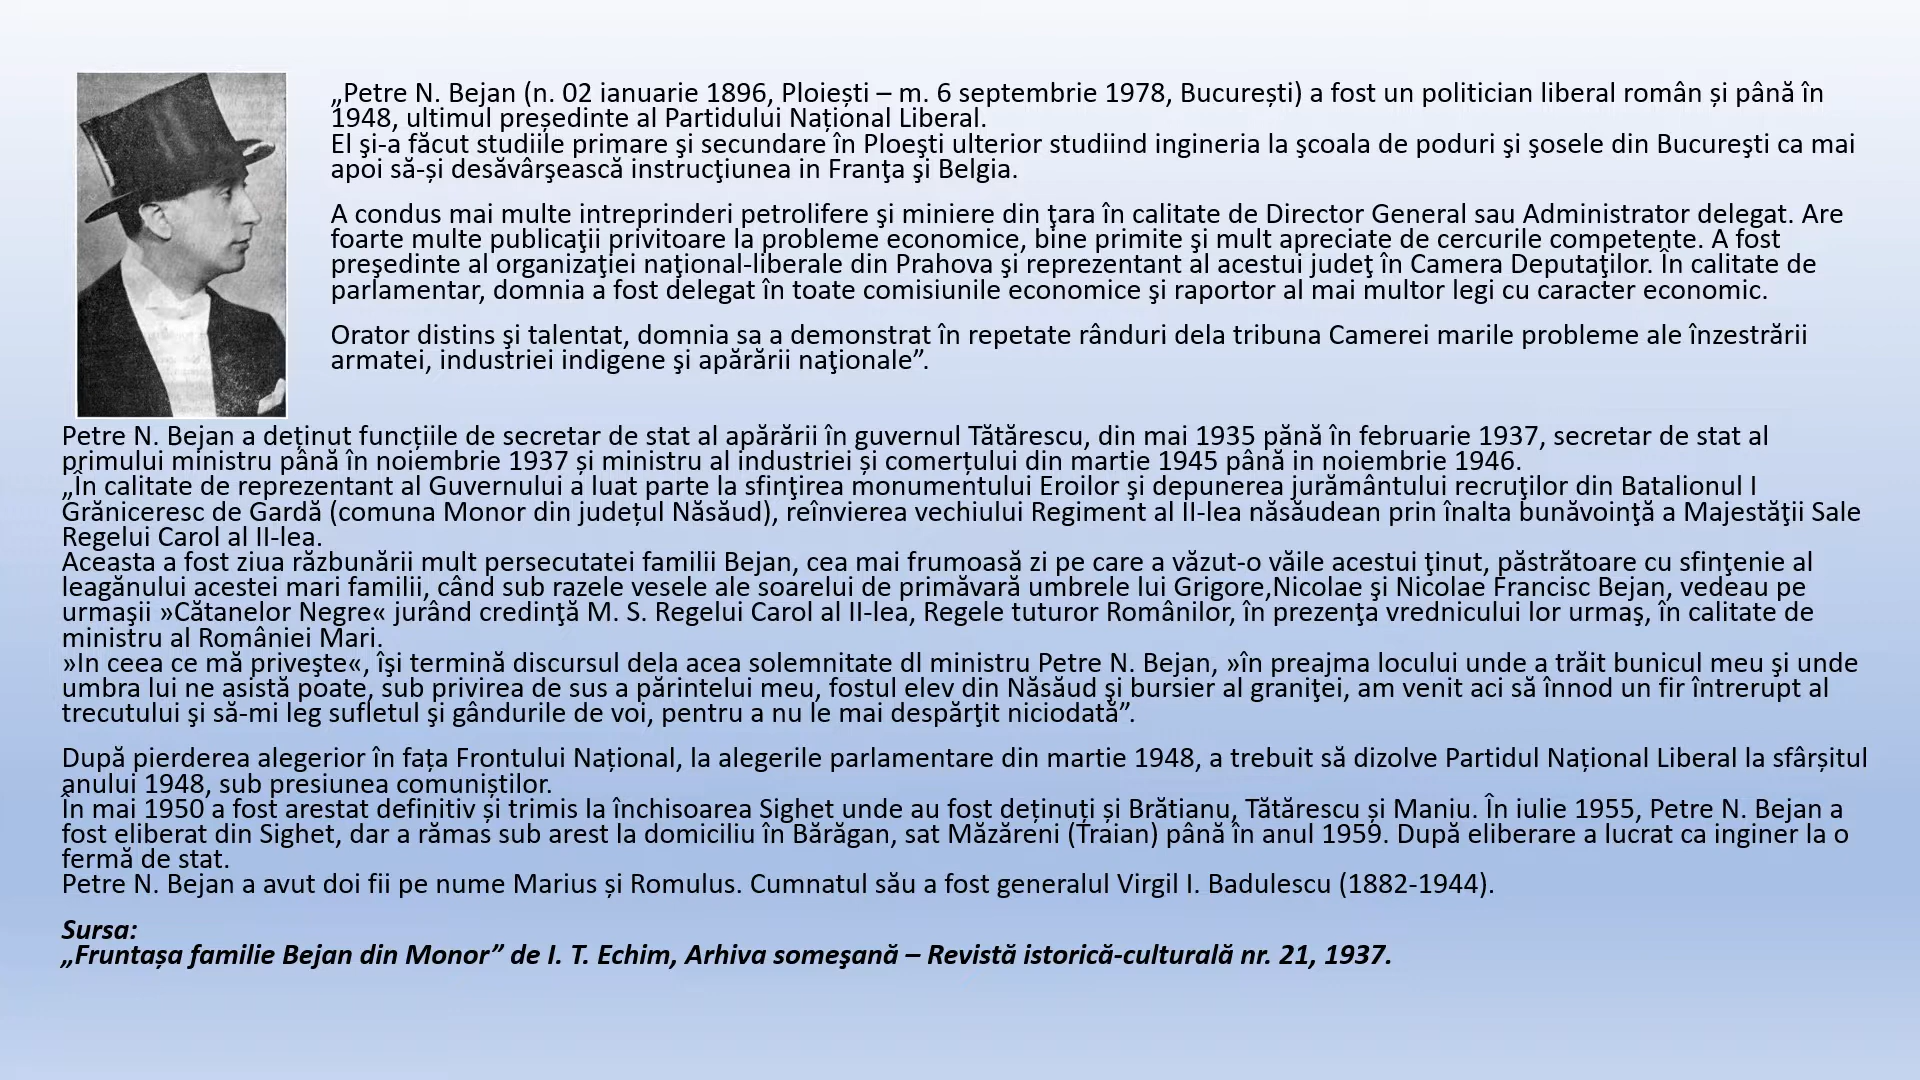 „Petre N. Bejan (n. 02 ianuarie 1896, Ploiești – m. 6 septembrie 1978, București) a fost un politician liberal român și până în
1948, ultimul președinte al Partidului Național Liberal.
El şi-a făcut studiile primare şi secundare în Ploeşti ulterior studiind ingineria la şcoala de poduri şi şosele din Bucureşti ca mai
apoi să-și desăvârşească instrucţiunea in Franţa şi Belgia.
A condus mai multe intreprinderi petrolifere şi miniere din ţara în calitate de Director General sau Administrator delegat. Are
foarte multe publicaţii privitoare la probleme economice, bine primite şi mult apreciate de cercurile competente. A fost
preşedinte al organizaţiei naţional-liberale din Prahova şi reprezentant al acestui judeţ în Camera Deputaţilor. În calitate de
parlamentar, domnia a fost delegat în toate comisiunile economice şi raportor al mai multor legi cu caracter economic.
Orator distins şi talentat, domnia sa a demonstrat în repetate rânduri dela tribuna Camerei marile probleme ale înzestrării
armatei, industriei indigene şi apărării naţionale”.
Petre N. Bejan a deținut funcțiile de secretar de stat al apărării în guvernul Tătărescu, din mai 1935 pănă în februarie 1937, secretar de stat al
primului ministru până în noiembrie 1937 și ministru al industriei și comerțului din martie 1945 până in noiembrie 1946.
„În calitate de reprezentant al Guvernului a luat parte la sfinţirea monumentului Eroilor şi depunerea jurământului recruţilor din Batalionul I
Grăniceresc de Gardă (comuna Monor din județul Năsăud), reînvierea vechiului Regiment al II-lea năsăudean prin înalta bunăvoinţă a Majestăţii Sale
Regelui Carol al II-lea.
Aceasta a fost ziua răzbunării mult persecutatei familii Bejan, cea mai frumoasă zi pe care a văzut-o văile acestui ţinut, păstrătoare cu sfinţenie al
leagănului acestei mari familii, când sub razele vesele ale soarelui de primăvară umbrele lui Grigore,Nicolae şi Nicolae Francisc Bejan, vedeau pe
urmaşii »Cătanelor Negre« jurând credinţă M. S. Regelui Carol al II-lea, Regele tuturor Românilor, în prezenţa vrednicului lor urmaş, în calitate de
ministru al României Mari.
»In ceea ce mă priveşte«, îşi termină discursul dela acea solemnitate dl ministru Petre N. Bejan, »în preajma locului unde a trăit bunicul meu şi unde
umbra lui ne asistă poate, sub privirea de sus a părintelui meu, fostul elev din Năsăud şi bursier al graniţei, am venit aci să înnod un fir întrerupt al
trecutului şi să-mi leg sufletul şi gândurile de voi, pentru a nu le mai despărţit niciodată”.
După pierderea alegerior în fața Frontului Național, la alegerile parlamentare din martie 1948, a trebuit să dizolve Partidul Național Liberal la sfârșitul
anului 1948, sub presiunea comuniștilor.
În mai 1950 a fost arestat definitiv și trimis la închisoarea Sighet unde au fost deținuți și Brătianu, Tătărescu și Maniu. În iulie 1955, Petre N. Bejan a
fost eliberat din Sighet, dar a rămas sub arest la domiciliu în Bărăgan, sat Măzăreni (Traian) până în anul 1959. După eliberare a lucrat ca inginer la o
fermă de stat.
Petre N. Bejan a avut doi fii pe nume Marius și Romulus. Cumnatul său a fost generalul Virgil I. Badulescu (1882-1944).
Sursa:
„Fruntașa familie Bejan din Monor” de I. T. Echim, Arhiva someşană – Revistă istorică-culturală nr. 21, 1937.